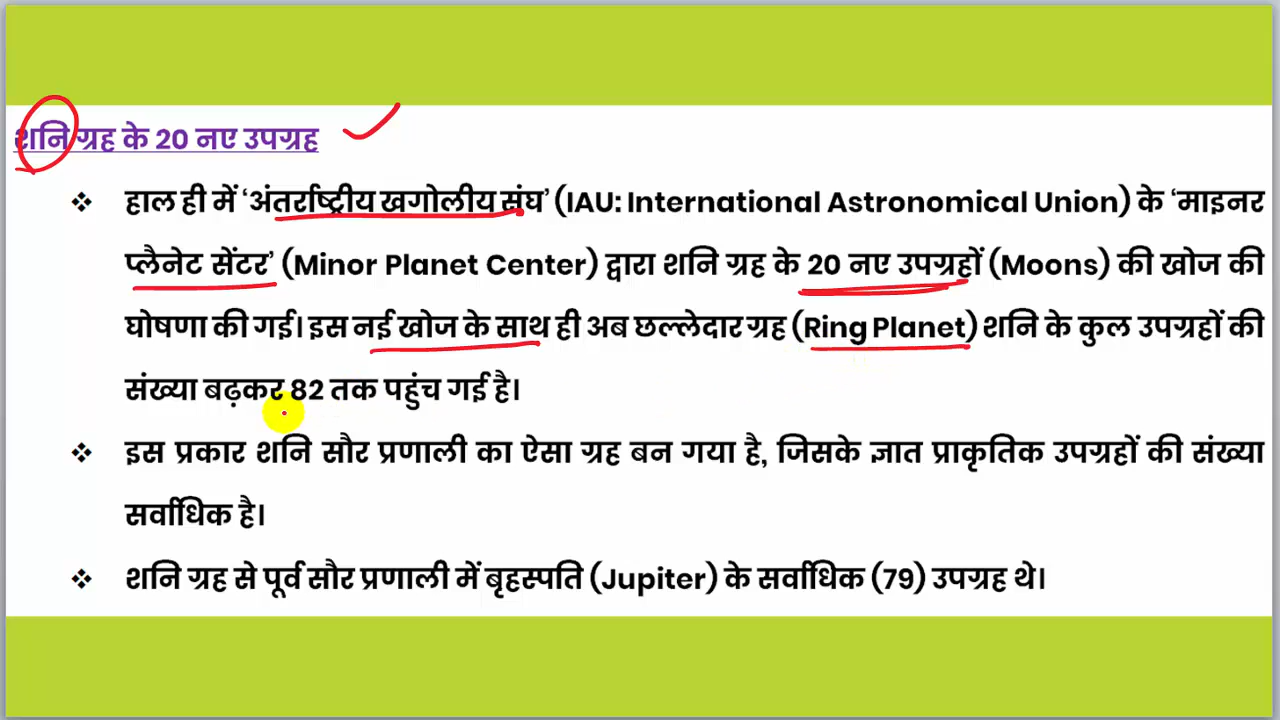 शनि ग्रह के 20 नए उपग्रह
❖ हाल ही में ‘अंतर्राष्ट्रीय खगोलीय संघ’ (IAU: International Astronomical Union) के ‘माइनर
प्लैनेट सेंटर’ (Minor Planet Center) द्वारा शनि ग्रह के 20 नए उपग्रहों (Moons) की खोज की
घोषणा की गई। इस नई खोज के साथ ही अब छल्लेदार ग्रह (Ring Planet) शनि के कुल उपग्रहों की
संख्या बढ़कर 82 तक पहुंच गई है।
❖ इस प्रकार शनि सौर प्रणाली का ऐसा ग्रह बन गया है, जिसके ज्ञात प्राकृतिक उपग्रहों की संख्या
सर्वाधिक है।
❖ शनि ग्रह से पूर्व सौर प्रणाली में बृहस्पति (Jupiter) के सर्वाधिक (79) उपग्रह थे।